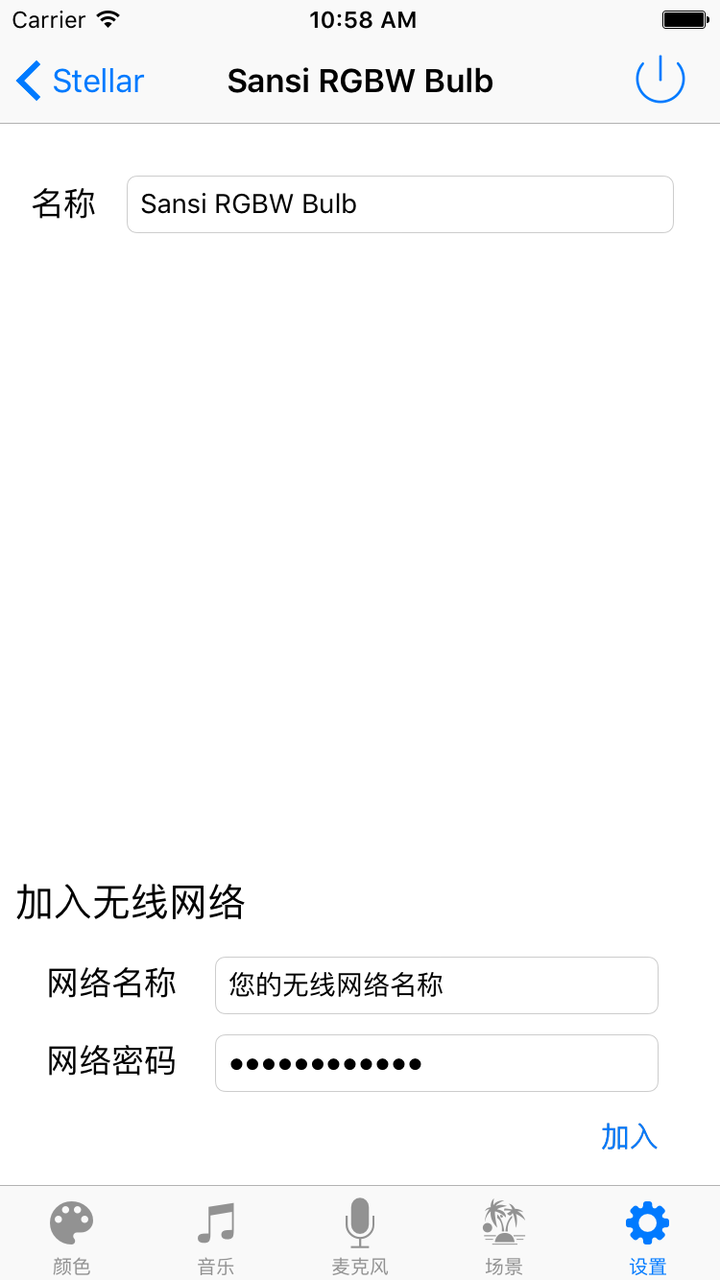 Carrier 10:58 AM
Stellar Sansi RGBW Bulb
名称 Sansi RGBW Bulb
加入无线网络
网络名称 您的无线网络名称
网络密码 ●●●●●●●●●●●●
加入
颜色 音乐 麦克风 场景 设置